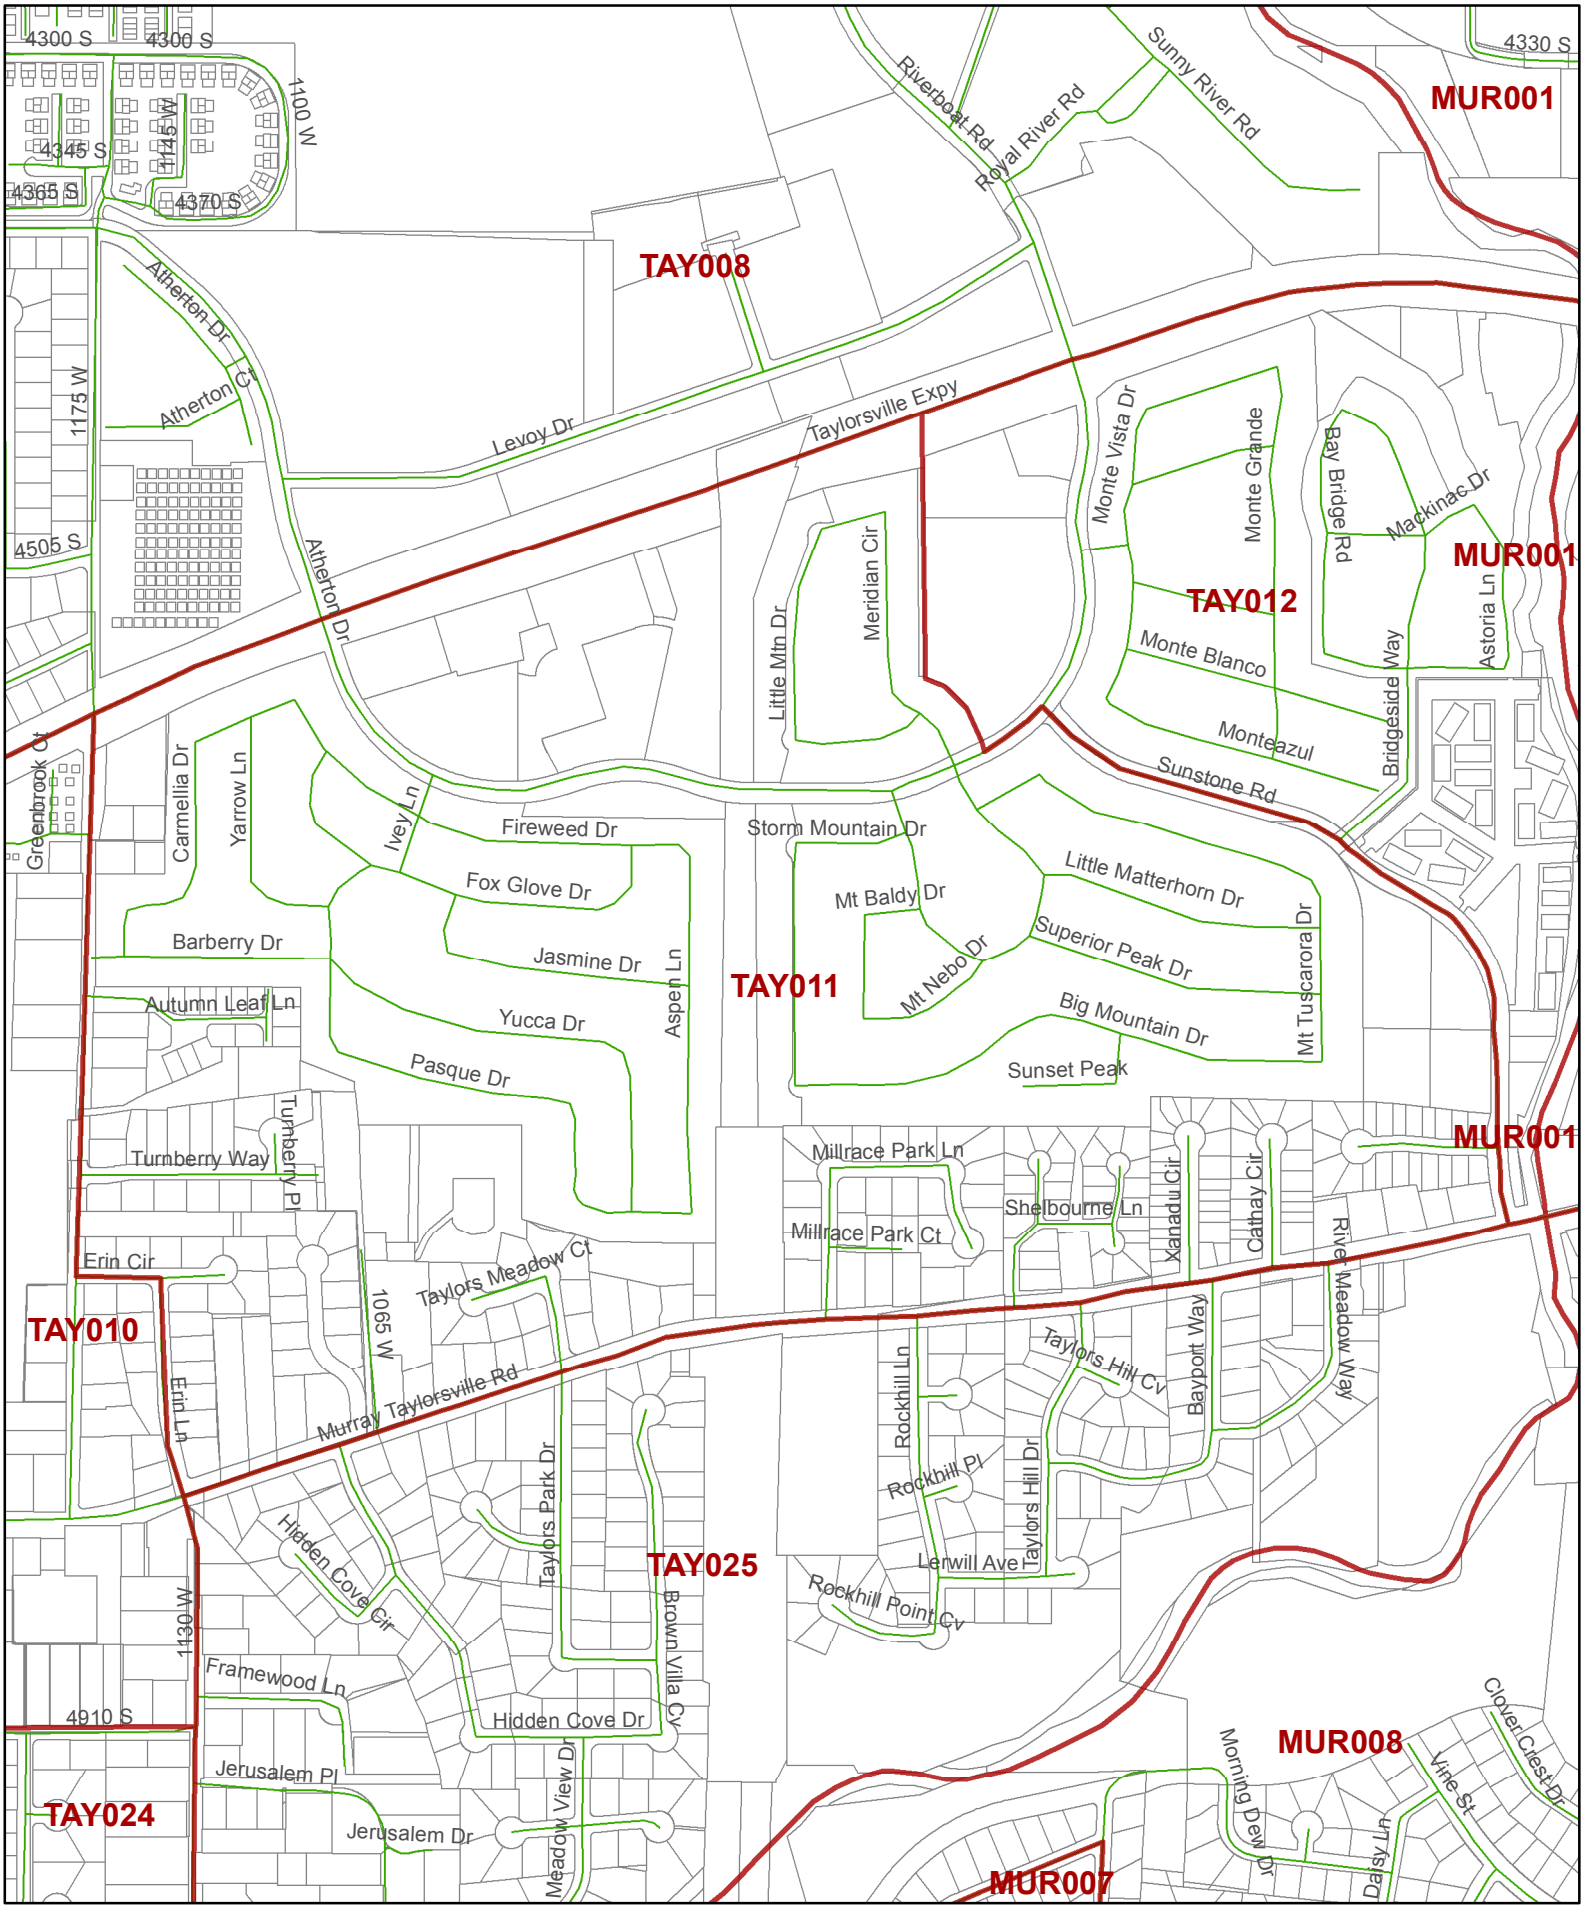 4300 S
4300 S
4330 S
1100 W
Riverboat Rd
Sunny River Rd
Royal River Rd
MUR001
1145 W
4345 S
4365 S
4370 S
TAY008
Atherton Dr
Atherton Ct
1175 W
Levoy Dr
Taylorsville Expy
Monte Vista Dr
Monte Grande
Bay Bridge Rd
Mackinac Dr
4505 S
Atherton Dr
Meridian Cir
Little Mtn Dr
MUR001
TAY012
Astoria Ln
Monte Blanco
Bridgeside Way
Monteazul
Sunstone Rd
Greenbrook Ct
Carmellia Dr
Yarrow Ln
Ivey Ln
Fireweed Dr
Storm Mountain Dr
Fox Glove Dr
Mt Baldy Dr
Little Matterhorn Dr
Barberry Dr
Jasmine Dr
Aspen Ln
Mt Nebo Dr
Superior Peak Dr
Mt Tuscarora Dr
TAY011
Autumn Leaf Ln
Yucca Dr
Big Mountain Dr
Pasque Dr
Sunset Peak
Turnberry Pl
Turnberry Way
Millrace Park Ln
MUR001
Xanadu Cir
Cathay Cir
Shelbourne Ln
Millrace Park Ct
River Meadow Way
Erin Cir
Taylors Meadow Ct
TAY010
1065 W
Erin Ln
Murray Taylorsville Rd
Taylors Hill Cv
Bayport Way
Rockhill Ln
Taylors Park Dr
Rockhill Pl
Taylors Hill Dr
Hidden Cove Cir
TAY025
Lerwill Ave
Rockhill Point Cv
1130 W
Brown Villa Cv
Framewood Ln
4910 S
Hidden Cove Dr
Clover Crest Dr
MUR008
Morning Dew Dr
Vine St
Jerusalem Pl
Meadow View Dr
TAY024
Jerusalem Dr
Daisy Ln
MUR007